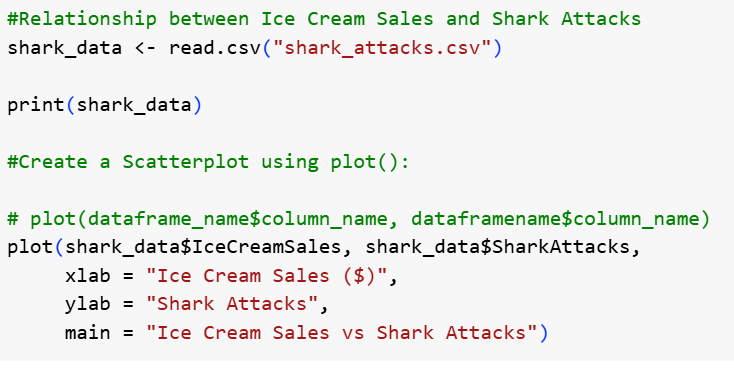 #Relationship between Ice Cream Sales and Shark Attacks
shark_data <- read.csv("shark_attacks.csv")
print(shark_data)
#Create a Scatterplot using plot():
# plot(dataframe_name$column_name, dataframename$column_name)
plot(shark_data$IceCreamSales, shark_data$SharkAttacks,
     xlab = "Ice Cream Sales ($)",
     ylab = "Shark Attacks",
     main = "Ice Cream Sales vs Shark Attacks")